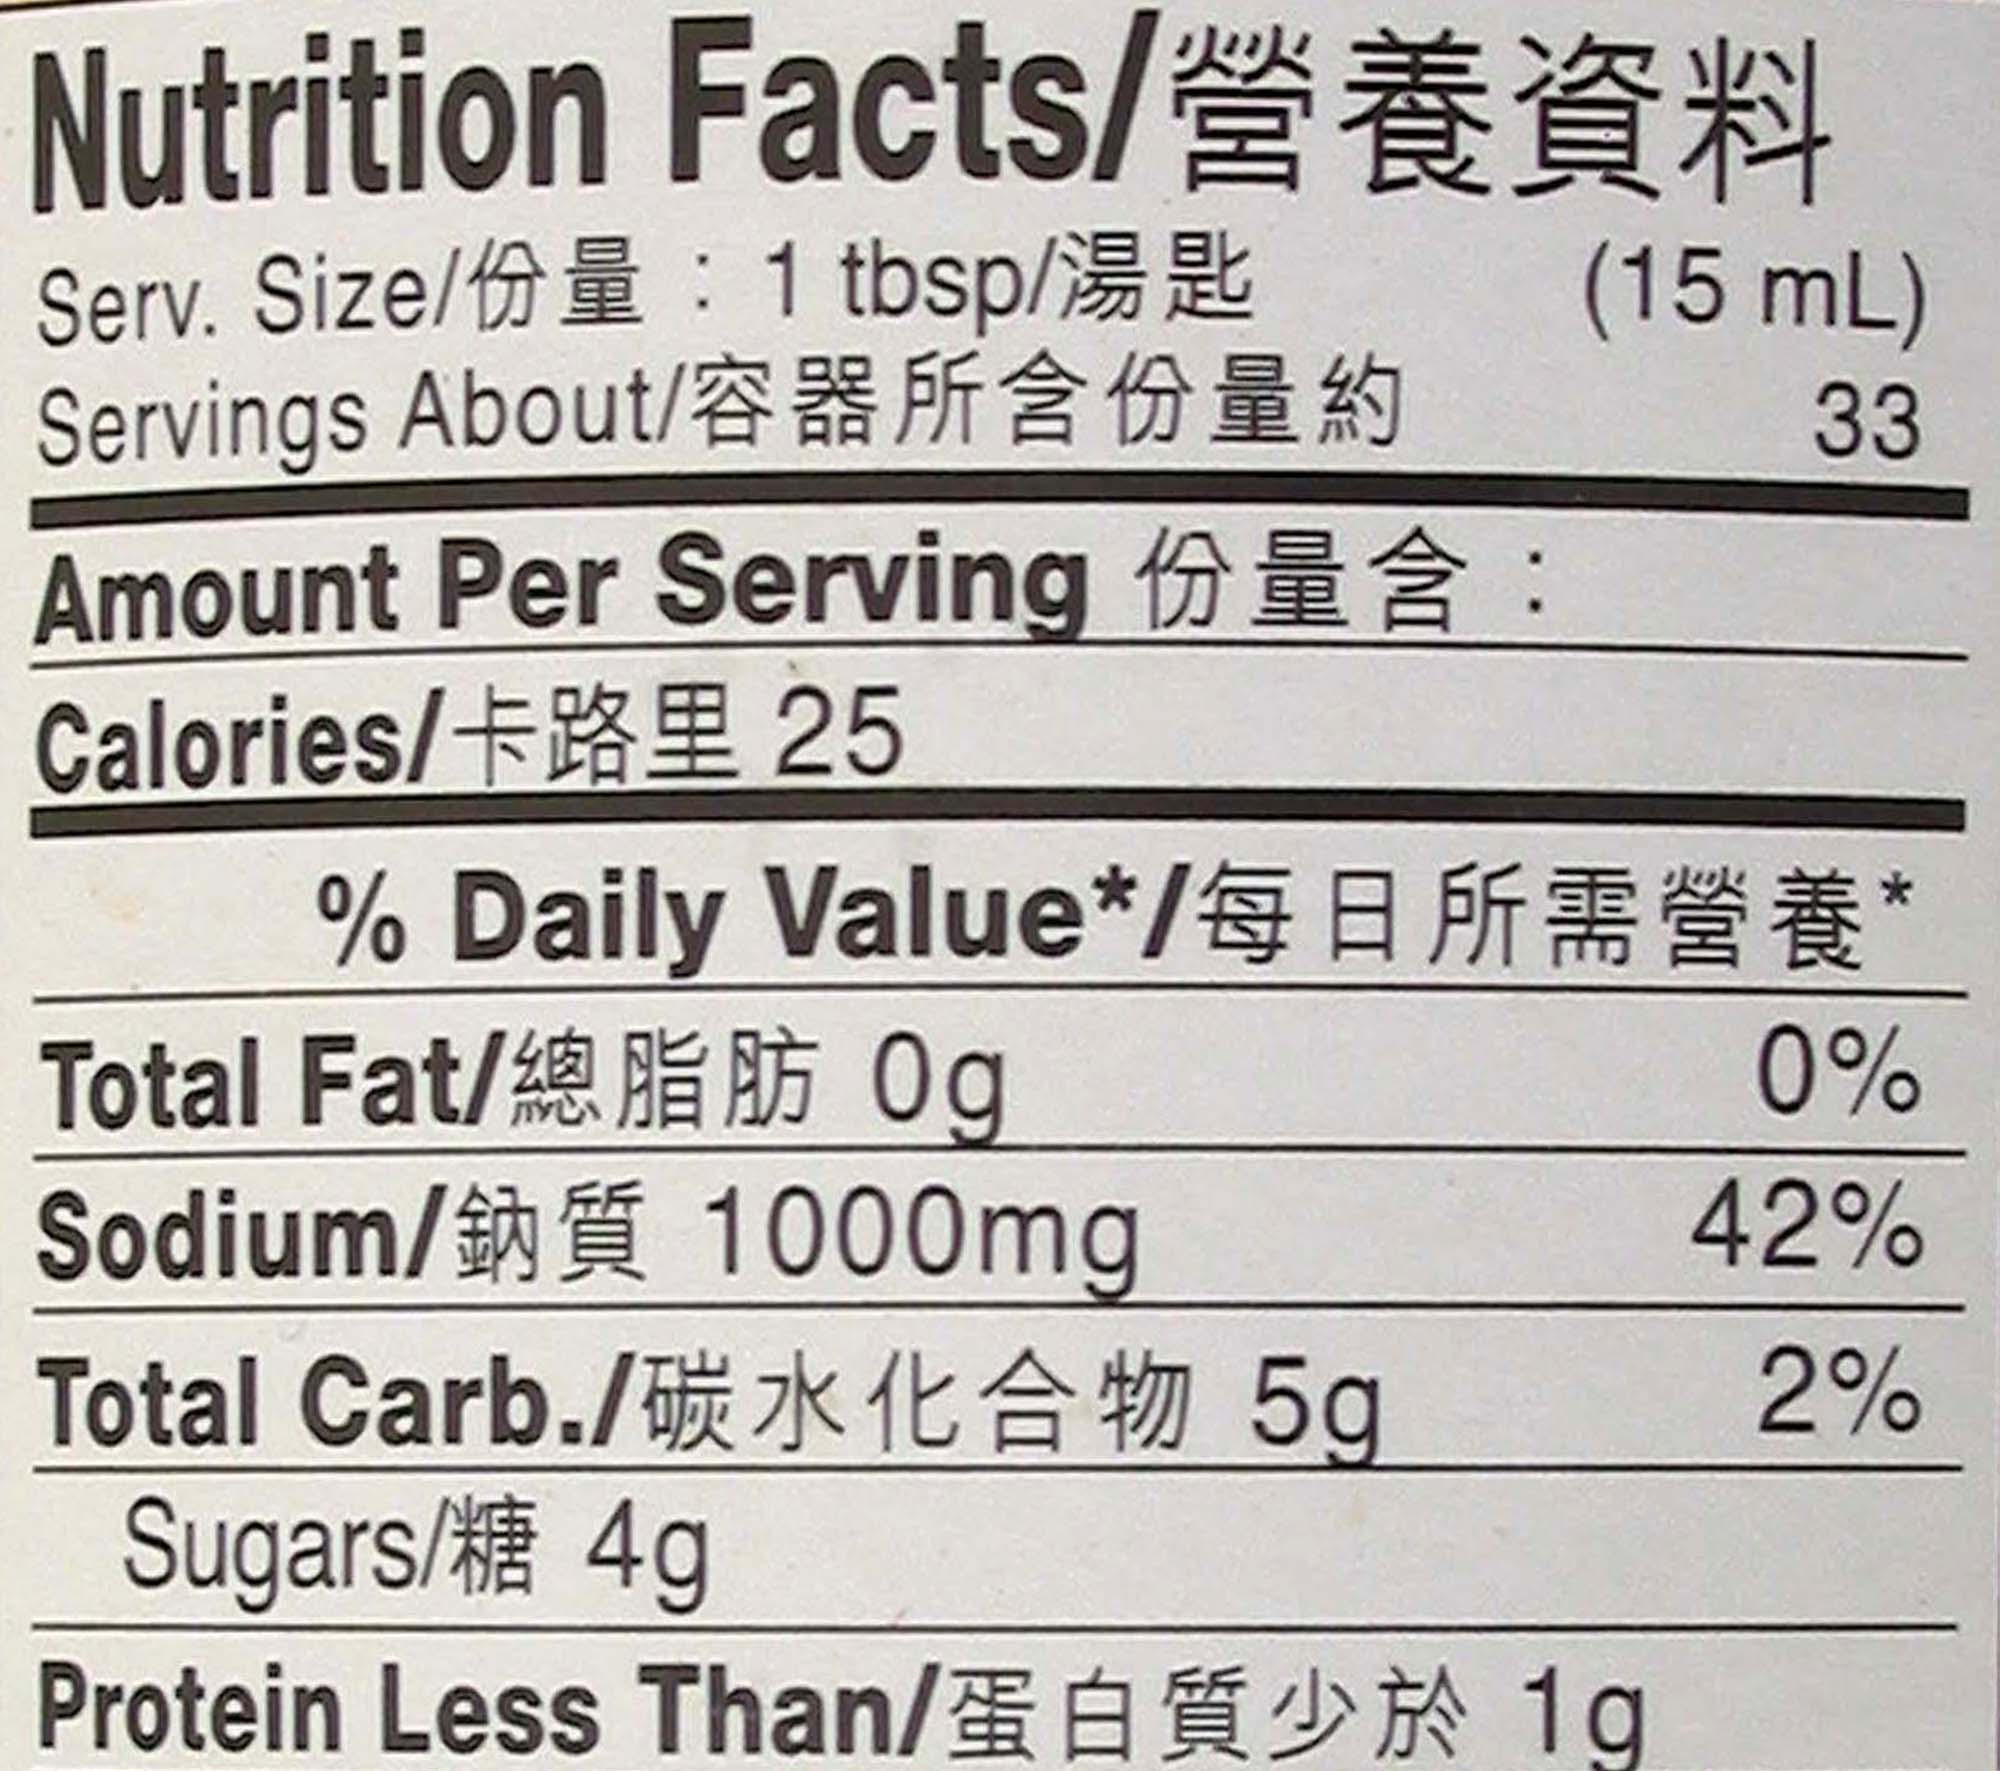 Nutrition Facts/營養資料
Serv. Size/份量：1 tbsp/湯匙 (15 mL)
Servings About/容器所含份量約 33
Amount Per Serving 份量含：
Calories/卡路里 25
% Daily Value*/每日所需營養*
Total Fat/總脂肪 0g 0%
Sodium/鈉質 1000mg 42%
Total Carb./碳水化合物 5g 2%
Sugars/糖 4g
Protein Less Than/蛋白質少於 1g